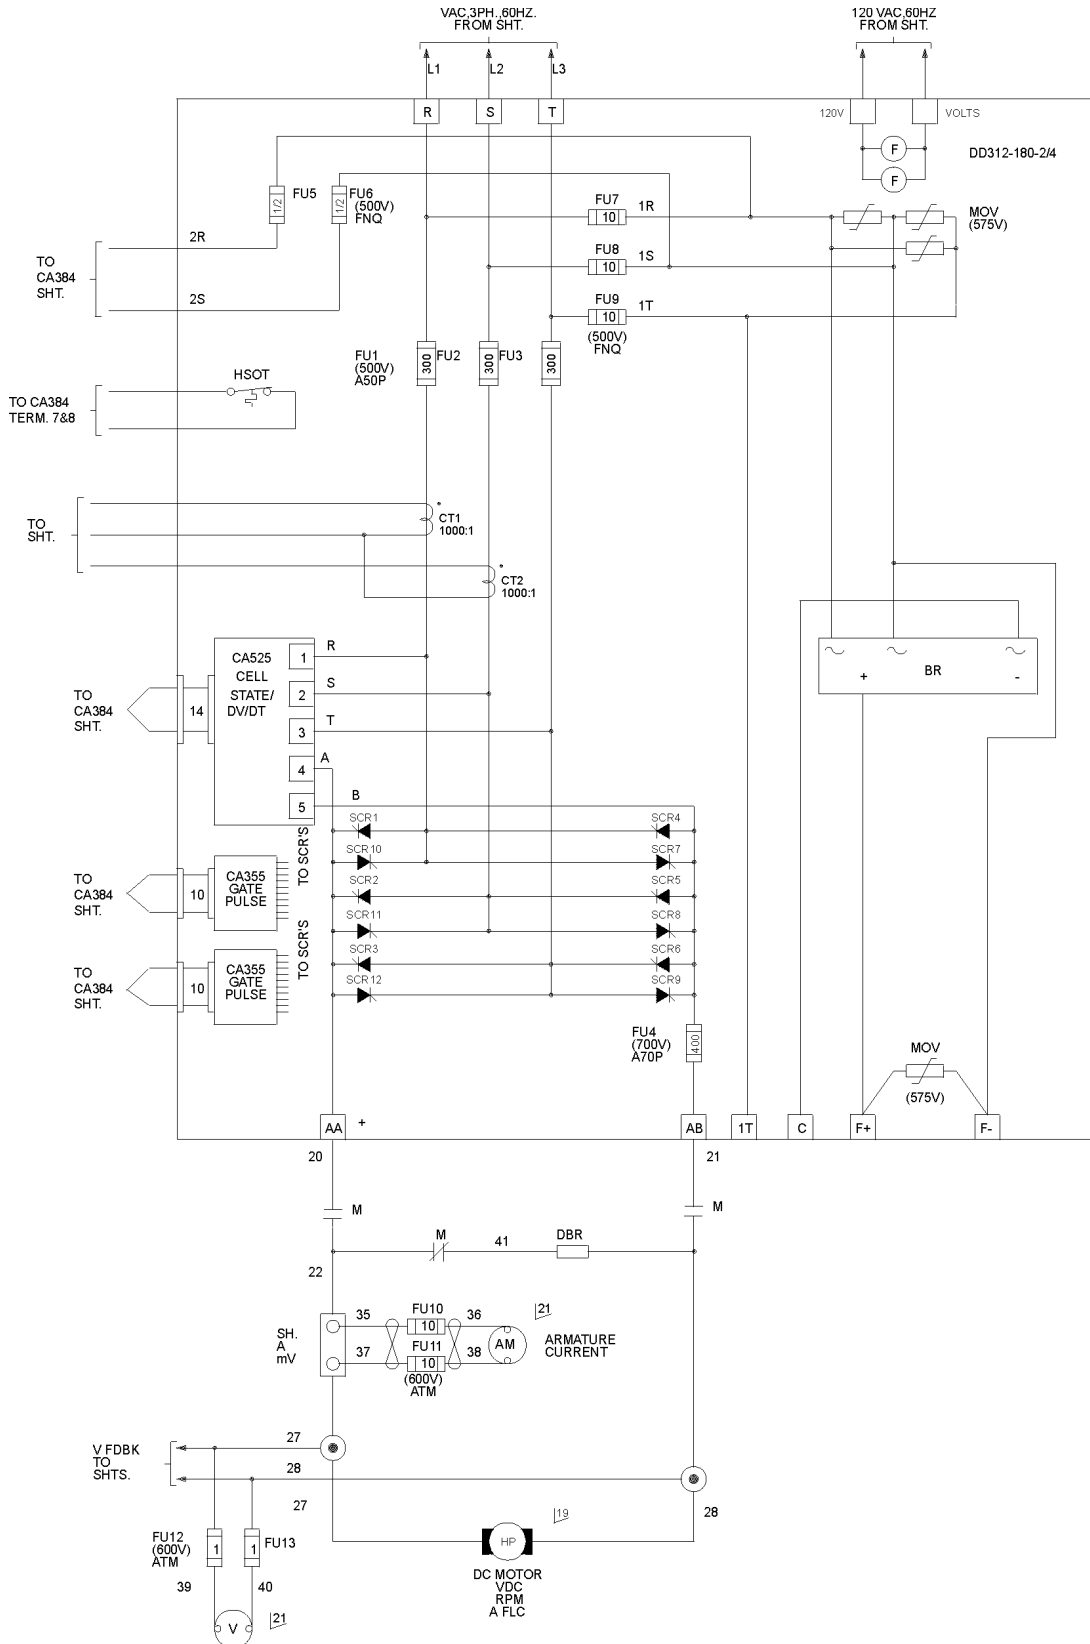 VAC,3PH.,60HZ.
FROM SHT.
120 VAC,60HZ
FROM SHT.
L1
L2
L3
R
S
T
120V
VOLTS
F
F
DD312-180-2/4
FU5
1/2
FU6
(500V)
FNQ
1/2
FU7
10
1R
MOV
(575V)
2R
TO
CA384
SHT.
2S
FU8
10
1S
FU9
10
1T
(500V)
FNQ
FU1
(500V)
A50P
300
FU2
300
FU3
300
HSOT
TO CA384
TERM. 7&8
TO
SHT.
CT1
1000:1
CT2
1000:1
CA525
CELL
STATE/
DV/DT
1
R
2
S
3
T
4
A
5
B
TO
CA384
SHT.
14
BR
+
-
SCR1
SCR4
SCR10
SCR7
SCR2
SCR5
SCR11
SCR8
SCR3
SCR6
SCR12
SCR9
TO SCR'S
TO SCR'S
TO
CA384
SHT.
10
CA355
GATE
PULSE
TO
CA384
SHT.
10
CA355
GATE
PULSE
FU4
(700V)
A70P
400
MOV
(575V)
AA
+
AB
1T
C
F+
F-
20
21
M
M
M
41
DBR
22
SH.
A
mV
35
FU10
10
36
37
FU11
10
38
(600V)
ATM
AM
21
ARMATURE
CURRENT
V FDBK
TO
SHTS.
27
28
27
28
FU12
(600V)
ATM
1
1
FU13
39
40
V
21
19
HP
DC MOTOR
VDC
RPM
A FLC